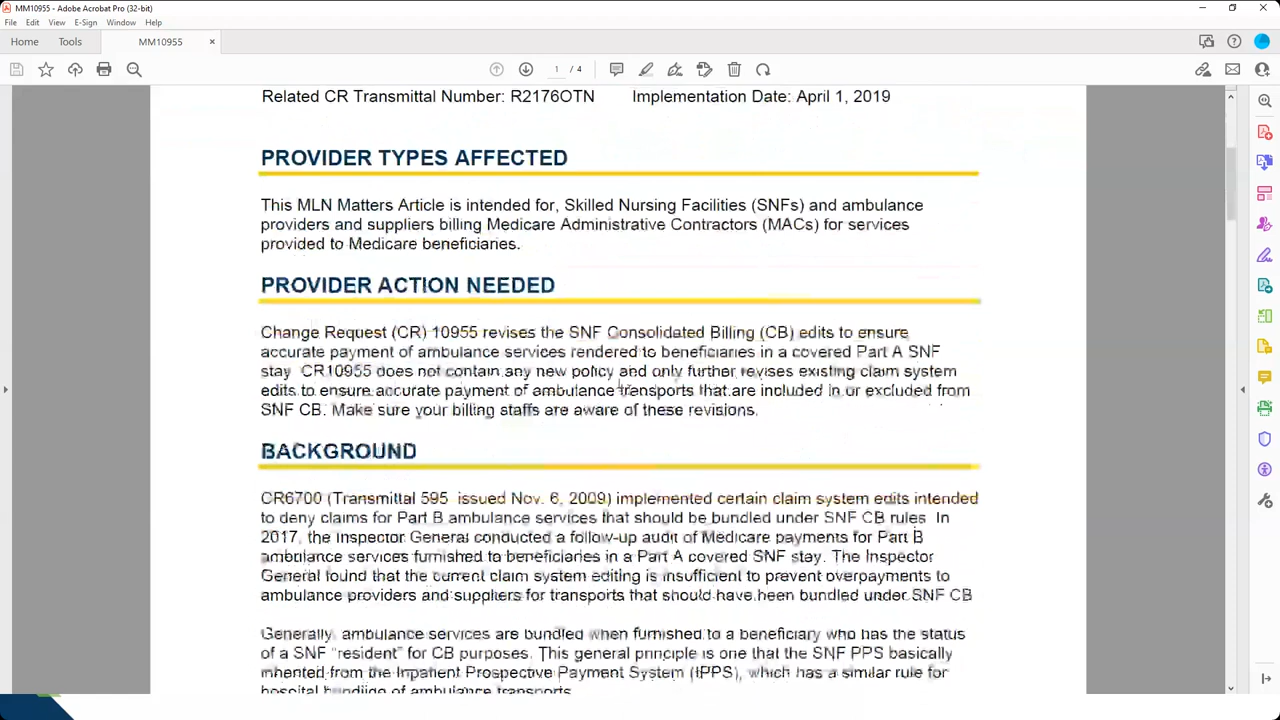 MM10955 - Adobe Acrobat Pro (32-bit)
File Edit View E-Sign Window Help
Home Tools MM10955 ×
1 / 4
Related CR Transmittal Number: R2176OTN Implementation Date: April 1, 2019
PROVIDER TYPES AFFECTED
This MLN Matters Article is intended for, Skilled Nursing Facilities (SNFs) and ambulance
providers and suppliers billing Medicare Administrative Contractors (MACs) for services
provided to Medicare beneficiaries.
PROVIDER ACTION NEEDED
Change Request (CR) 10955 revises the SNF Consolidated Billing (CB) edits to ensure
accurate payment of ambulance services rendered to beneficiaries in a covered Part A SNF
stay CR10955 does not contain any new policy and only further revises existing claim system
edits to ensure accurate payment of ambulance transports that are included in or excluded from
SNF CB. Make sure your billing staffs are aware of these revisions.
BACKGROUND
CR6700 (Transmittal 595 issued Nov. 6, 2009) implemented certain claim system edits intended
to deny claims for Part B ambulance services that should be bundled under SNF CB rules In
2017, the Inspector General conducted a follow-up audit of Medicare payments for Part B
ambulance services furnished to beneficiaries in a Part A covered SNF stay. The Inspector
General found that the current claim system editing is insufficient to prevent overpayments to
ambulance providers and suppliers for transports that should have been bundled under SNF CB
Generally, ambulance services are bundled when furnished to a beneficiary who has the status
of a SNF "resident" for CB purposes. This general principle is one that the SNF PPS basically
inherited from the Inpatient Prospective Payment System (IPPS), which has a similar rule for
hospital bundling of ambulance transports